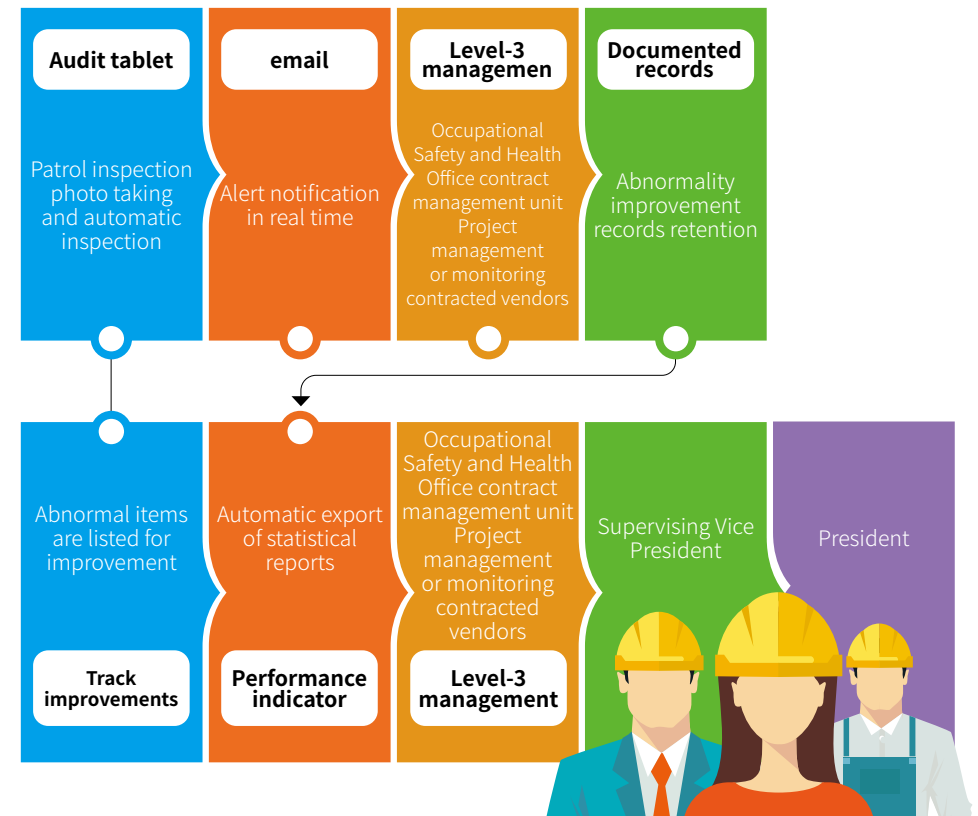 Audit tablet
Patrol inspection
photo taking
and automatic
inspection
email
Alert notification
in real time
Level-3
managemen
Occupational
Safety and Health
Office contract
management unit
Project
management
or monitoring
contracted vendors
Documented
records
Abnormality
improvement
records retention
Abnormal items
are listed for
improvement
Track
improvements
Automatic export
of statistical
reports
Performance
indicator
Occupational
Safety and Health
Office contract
management unit
Project
management
or monitoring
contracted
vendors
Level-3
management
Supervising Vice
President
President